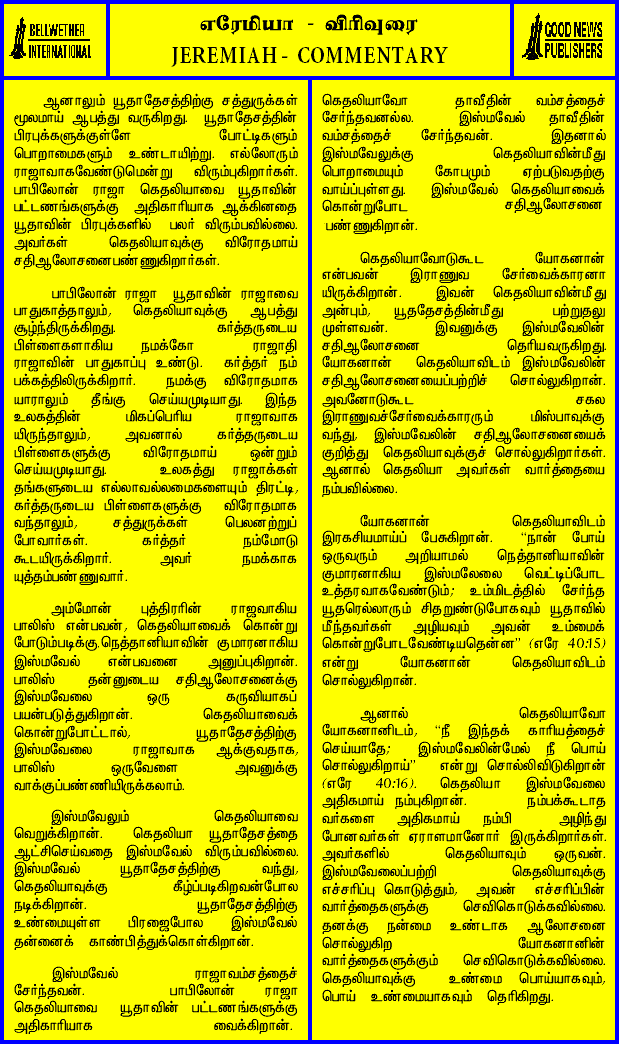 BELLWETHER
INTERNATIONAL
எரேமியா - விரிவுரை
JEREMIAH - COMMENTARY
GOOD NEWS
PUBLISHERS
ஆனாலும் யூதாதேசத்திற்கு சத்துருக்கள்
மூலமாய் ஆபத்து வருகிறது. யூதாதேசத்தின்
பிரபுக்களுக்குள்ளே போட்டிகளும்
பொறாமைகளும் உண்டாயிற்று. எல்லோரும்
ராஜாவாகவேண்டுமென்று விரும்புகிறார்கள்.
பாபிலோன் ராஜா கெதலியாவை யூதாவின்
பட்டணங்களுக்கு அதிகாரியாக ஆக்கினதை
யூதாவின் பிரபுக்களில் பலர் விரும்பவில்லை.
அவர்கள் கெதலியாவுக்கு விரோதமாய்
சதிஆலோசனைபண்ணுகிறார்கள்.
பாபிலோன் ராஜா யூதாவின் ராஜாவை
பாதுகாத்தாலும், கெதலியாவுக்கு ஆபத்து
சூழ்ந்திருக்கிறது. கர்த்தருடைய
பிள்ளைகளாகிய நமக்கோ ராஜாதி
ராஜாவின் பாதுகாப்பு உண்டு. கர்த்தர் நம்
பக்கத்திலிருக்கிறார். நமக்கு விரோதமாக
யாராலும் தீங்கு செய்யமுடியாது. இந்த
உலகத்தின் மிகப்பெரிய ராஜாவாக
யிருந்தாலும், அவனால் கர்த்தருடைய
பிள்ளைகளுக்கு விரோதமாய் ஒன்றும்
செய்யமுடியாது. உலகத்து ராஜாக்கள்
தங்களுடைய எல்லாவல்லமைகளையும் திரட்டி,
கர்த்தருடைய பிள்ளைகளுக்கு விரோதமாக
வந்தாலும், சத்துருக்கள் பெலனற்றுப்
போவார்கள். கர்த்தர் நம்மோடு
கூடயிருக்கிறார். அவர் நமக்காக
யுத்தம்பண்ணுவார்.
அம்மோன் புத்திரரின் ராஜாவாகிய
பாலிஸ் என்பவன், கெதலியாவைக் கொன்று
போடும்படிக்கு,நெத்தானியாவின் குமாரனாகிய
இஸ்மவேல் என்பவனை அனுப்புகிறான்.
பாலிஸ் தன்னுடைய சதிஆலோசனைக்கு
இஸ்மவேலை ஒரு கருவியாகப்
பயன்படுத்துகிறான். கெதலியாவைக்
கொன்றுபோட்டால், யூதாதேசத்திற்கு
இஸ்மவேலை ராஜாவாக ஆக்குவதாக,
பாலிஸ் ஒருவேளை அவனுக்கு
வாக்குப்பண்ணியிருக்கலாம்.
இஸ்மவேலும் கெதலியாவை
வெறுக்கிறான். கெதலியா யூதாதேசத்தை
ஆட்சிசெய்வதை இஸ்மவேல் விரும்பவில்லை.
இஸ்மவேல் யூதாதேசத்திற்கு வந்து,
கெதலியாவுக்கு கீழ்ப்படிகிறவன்போல
நடிக்கிறான். யூதாதேசத்திற்கு
உண்மையுள்ள பிரஜைபோல இஸ்மவேல்
தன்னைக் காண்பித்துக்கொள்கிறான்.
இஸ்மவேல் ராஜாவம்சத்தைச்
சேர்ந்தவன். பாபிலோன் ராஜா
கெதலியாவை யூதாவின் பட்டணங்களுக்கு
அதிகாரியாக வைக்கிறான்.
கெதலியாவோ தாவீதின் வம்சத்தைச்
சேர்ந்தவனல்ல. இஸ்மவேல் தாவீதின்
வம்சத்தைச் சேர்ந்தவன். இதனால்
இஸ்மவேலுக்கு கெதலியாவின்மீது
பொறாமையும் கோபமும் ஏற்படுவதற்கு
வாய்ப்புள்ளது. இஸ்மவேல் கெதலியாவைக்
கொன்றுபோட சதிஆலோசனை
பண்ணுகிறான்.
கெதலியாவோடுகூட யோகனான்
என்பவன் இராணுவ சேர்வைக்காரனா
யிருக்கிறான். இவன் கெதலியாவின்மீது
அன்பும், யூததேசத்தின்மீது பற்றுதலு
முள்ளவன். இவனுக்கு இஸ்மவேலின்
சதிஆலோசனை தெரியவருகிறது.
யோகனான் கெதலியாவிடம் இஸ்மவேலின்
சதிஆலோசனையைப்பற்றிச் சொல்லுகிறான்.
அவனோடுகூட சகல
இராணுவச்சேர்வைக்காரரும் மிஸ்பாவுக்கு
வந்து, இஸ்மவேலின் சதிஆலோசனையைக்
குறித்து கெதலியாவுக்குச் சொல்லுகிறார்கள்.
ஆனால் கெதலியா அவர்கள் வார்த்தையை
நம்பவில்லை.
யோகனான் கெதலியாவிடம்
இரகசியமாய்ப் பேசுகிறான். “நான் போய்
ஒருவரும் அறியாமல் நெத்தானியாவின்
குமாரனாகிய இஸ்மவேலை வெட்டிப்போட
உத்தரவாகவேண்டும்; உம்மிடத்தில் சேர்ந்த
யூதரெல்லாரும் சிதறுண்டுபோகவும் யூதாவில்
மீந்தவர்கள் அழியவும் அவன் உம்மைக்
கொன்றுபோடவேண்டியதென்ன” (எரே 40:15)
என்று யோகனான் கெதலியாவிடம்
சொல்லுகிறான்.
ஆனால் கெதலியாவோ
யோகனானிடம், “நீ இந்தக் காரியத்தைச்
செய்யாதே; இஸ்மவேலின்மேல் நீ பொய்
சொல்லுகிறாய்” என்று சொல்லிவிடுகிறான்
(எரே 40:16). கெதலியா இஸ்மவேலை
அதிகமாய் நம்புகிறான். நம்பக்கூடாத
வர்களை அதிகமாய் நம்பி அழிந்து
போனவர்கள் ஏராளமானோர் இருக்கிறார்கள்.
அவர்களில் கெதலியாவும் ஒருவன்.
இஸ்மவேலைப்பற்றி கெதலியாவுக்கு
எச்சரிப்பு கொடுத்தும், அவன் எச்சரிப்பின்
வார்த்தைகளுக்கு செவிகொடுக்கவில்லை.
தனக்கு நன்மை உண்டாக ஆலோசனை
சொல்லுகிற யோகனானின்
வார்த்தைகளுக்கும் செவிகொடுக்கவில்லை.
கெதலியாவுக்கு உண்மை பொய்யாகவும்,
பொய் உண்மையாகவும் தெரிகிறது.